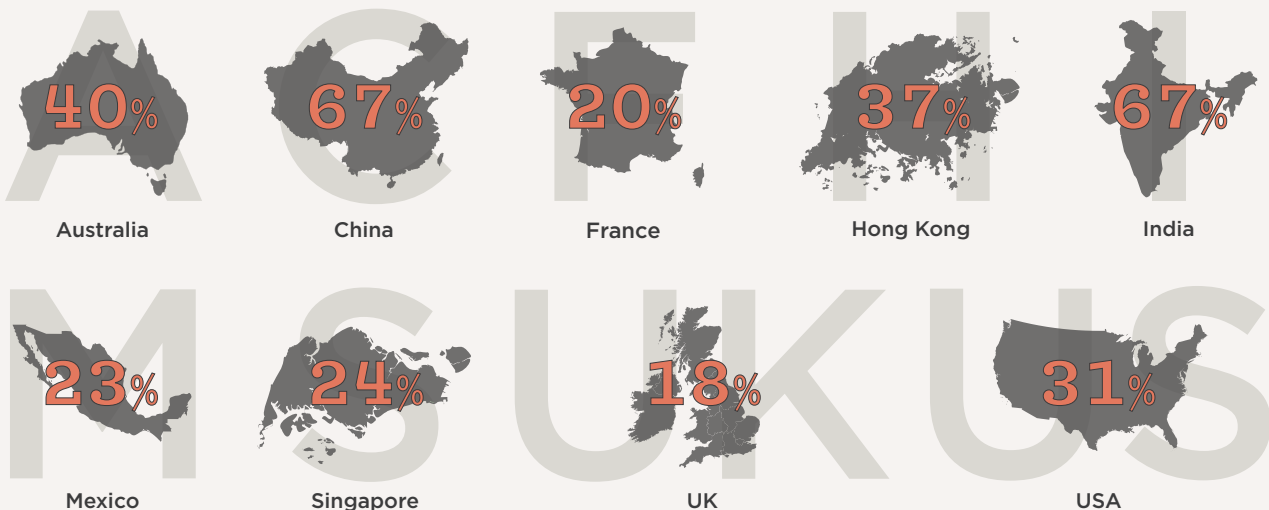 A C F H I
40% 67% 20% 37% 67%
Australia China France Hong Kong India
M S UK US
23% 24% 18% 31%
Mexico Singapore UK USA